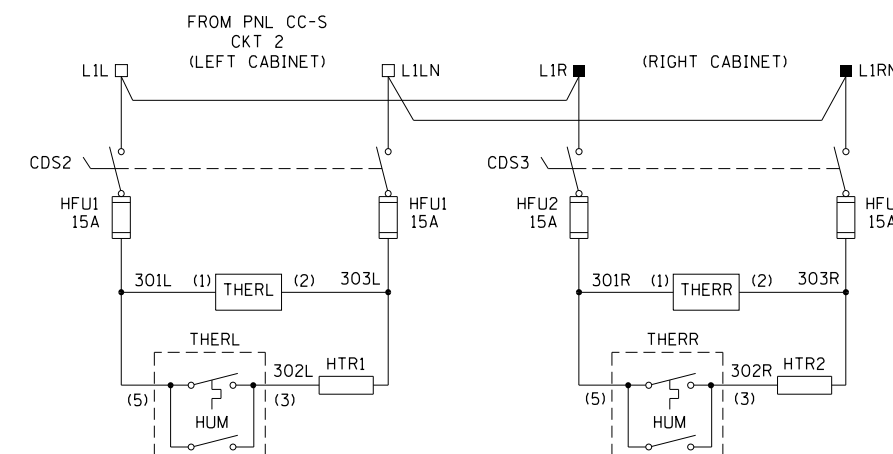 FROM PNL CC-S
CKT 2
(LEFT CABINET)
(RIGHT CABINET)
L1L
L1LN
L1R
L1RN
CDS2
CDS3
HFU1
15A
HFU1
15A
HFU2
15A
HFU
15A
301L
(1)
THERL
(2)
303L
301R
(1)
THERR
(2)
303R
THERL
THERR
302L
HTR1
302R
HTR2
(5)
(3)
(5)
(3)
HUM
HUM